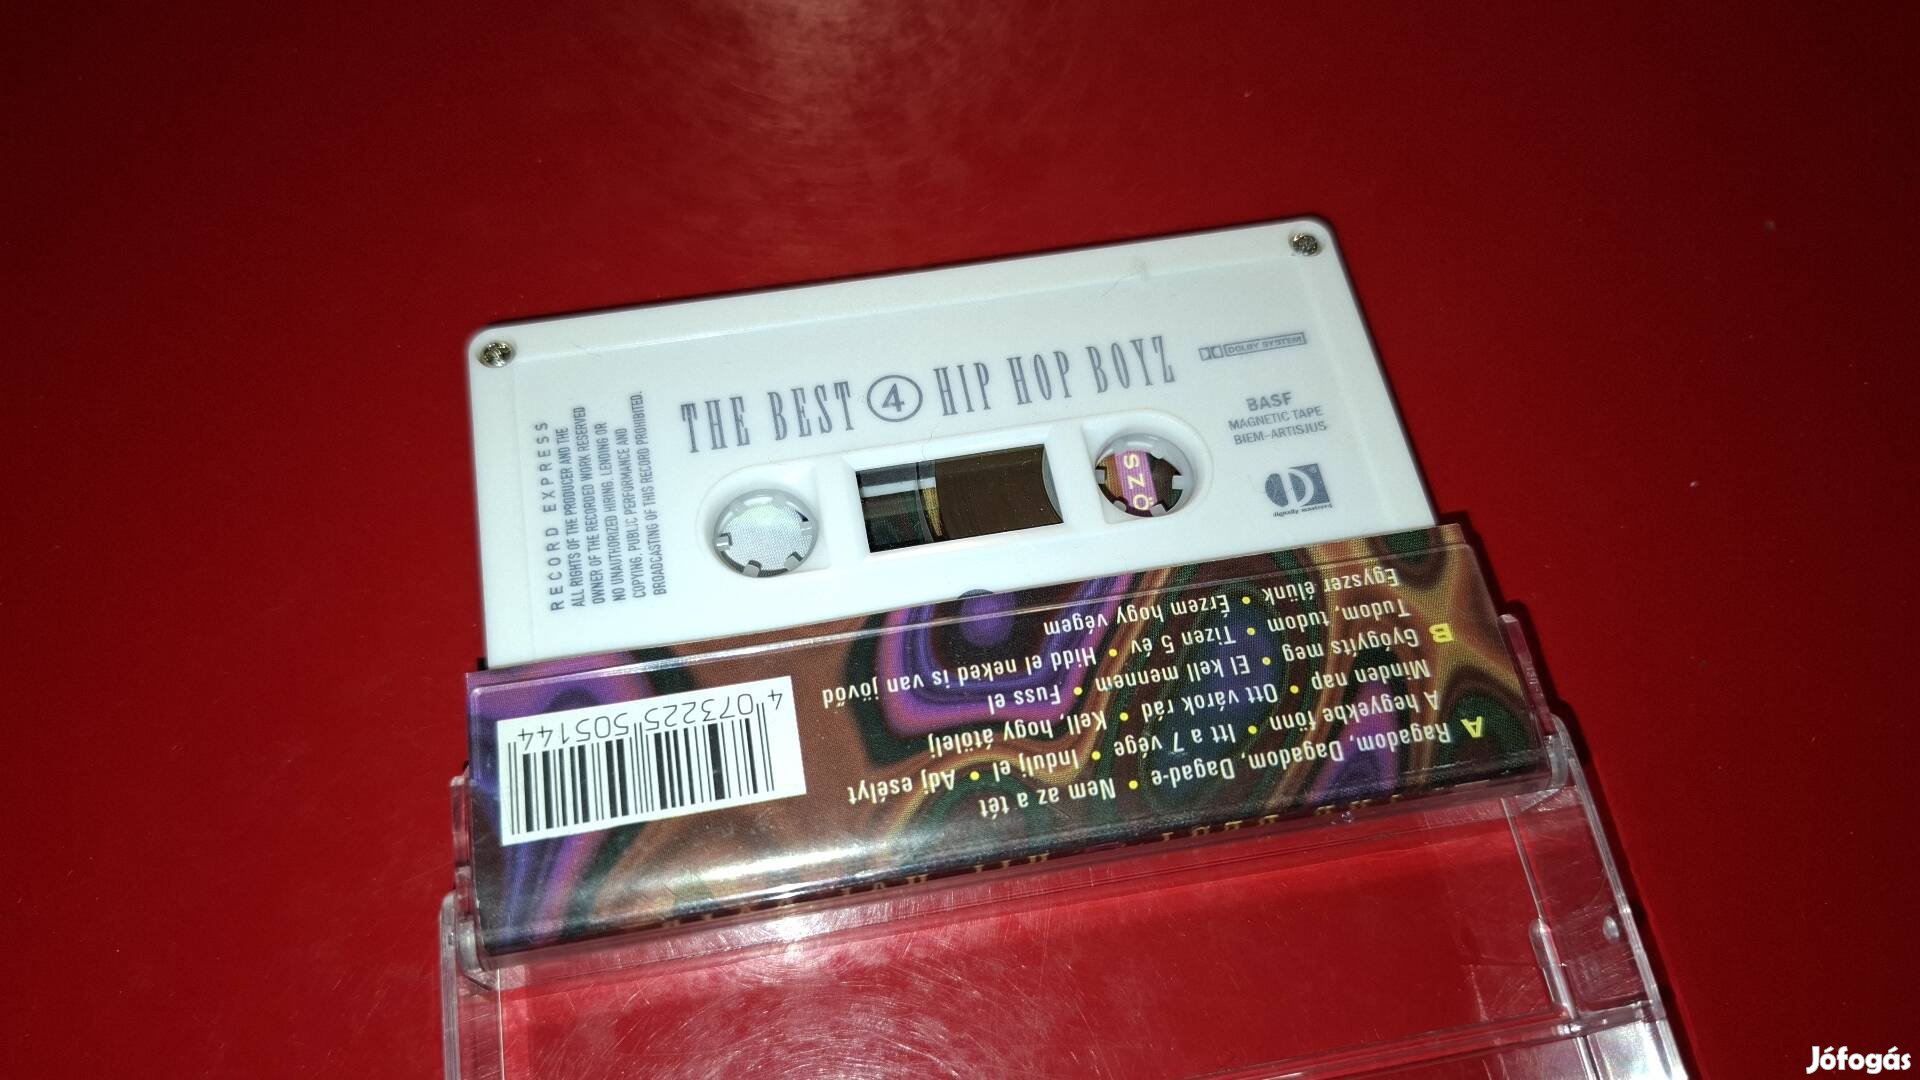 THE BEST 4 HIP HOP BOYZ
DOLBY SYSTEM
RECORD EXPRESS
ALL RIGHTS OF THE PRODUCER AND THE
OWNER OF THE RECORDED WORK RESERVED
NO UNAUTHORIZED HIRING, LENDING OR
COPYING, PUBLIC PERFORMANCE AND
BROADCASTING OF THIS RECORD PROHIBITED.
BASF
MAGNETIC TAPE
BIEM-ARTISJUS
digitally mastered
SZÖ
A
Ragadom, Dagadom, Dagad-e • Nem az a tét
A hegyekbe fönn • Itt a 7 vége • Indulj el • Adj esélyt
Minden nap • Ott várok rád • Kell, hogy átölelj
B
Gyógyíts meg • El kell mennem • Fuss el
Tudom, tudom • Tizen 5 év • Hidd el neked is van jövőd
Egyszer élünk • Érzem hogy végem
4 073225 505144
Jófogás